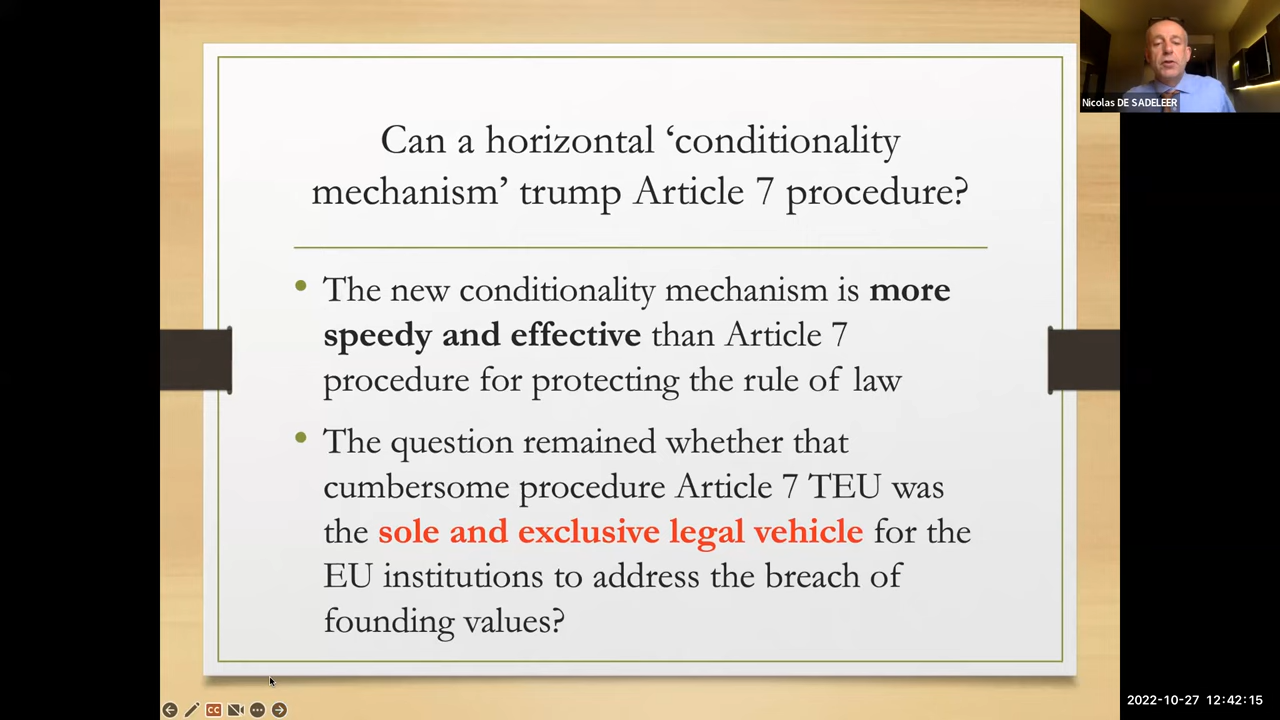 Can a horizontal ‘conditionality
mechanism’ trump Article 7 procedure?
• The new conditionality mechanism is more
speedy and effective than Article 7
procedure for protecting the rule of law
• The question remained whether that
cumbersome procedure Article 7 TEU was
the sole and exclusive legal vehicle for the
EU institutions to address the breach of
founding values?
Nicolas DE SADELEER
CC
2022-10-27 12:42:15